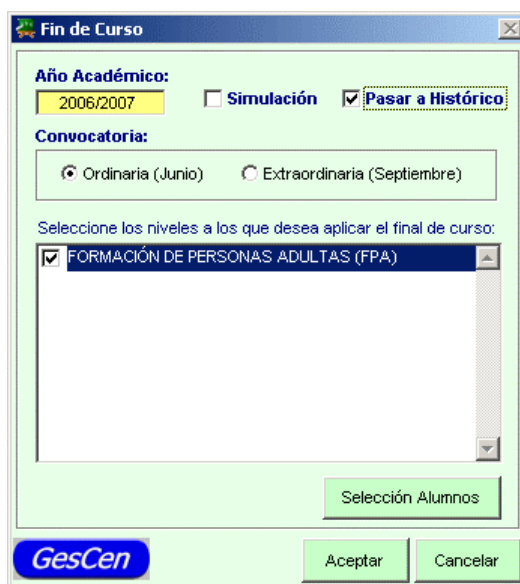 Fin de Curso
Año Académico:
2006/2007 Simulación Pasar a Histórico
Convocatoria:
Ordinaria (Junio) Extraordinaria (Septiembre)
Seleccione los niveles a los que desea aplicar el final de curso:
FORMACIÓN DE PERSONAS ADULTAS (FPA)
Selección Alumnos
GesCen Aceptar Cancelar